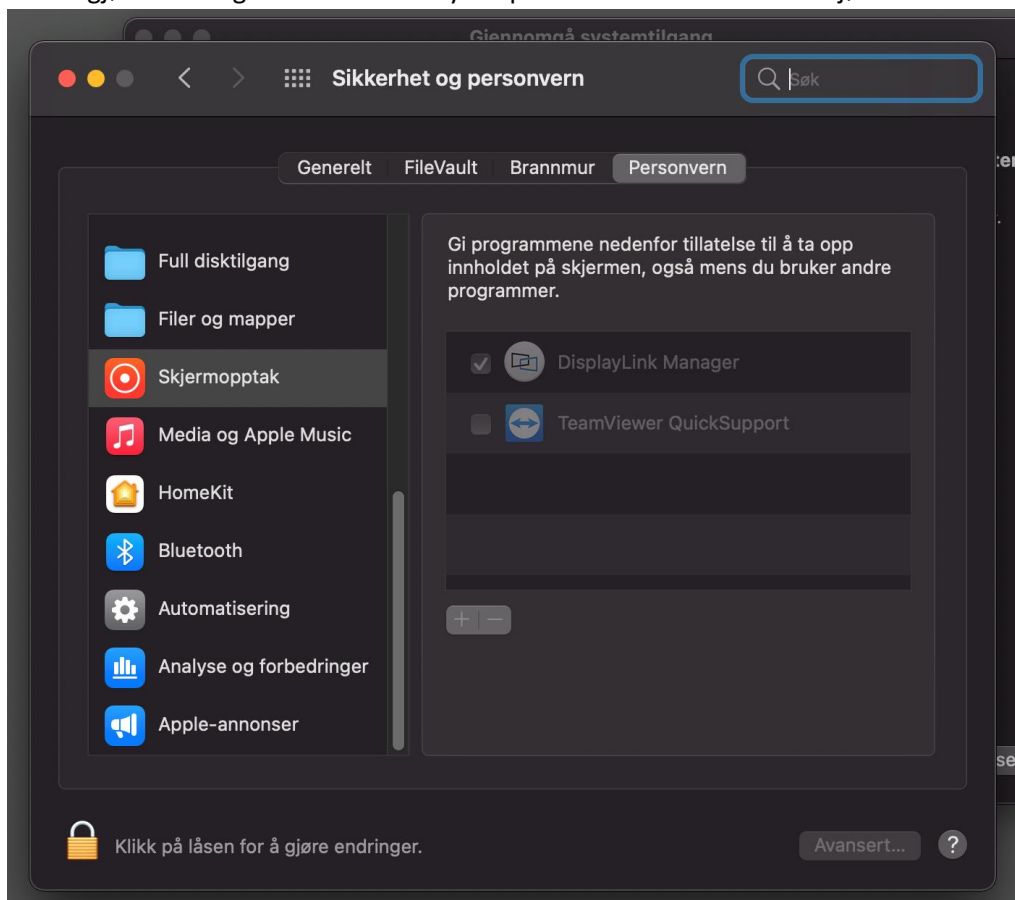 Giennomgå systemtilgang
Sikkerhet og personvern
Søk
Generelt FileVault Brannmur Personvern
Full disktilgang
Filer og mapper
Skjermopptak
Media og Apple Music
HomeKit
Bluetooth
Automatisering
Analyse og forbedringer
Apple-annonser
Gi programmene nedenfor tillatelse til å ta opp
innholdet på skjermen, også mens du bruker andre
programmer.
DisplayLink Manager
TeamViewer QuickSupport
+ −
Klikk på låsen for å gjøre endringer.
Avansert... ?